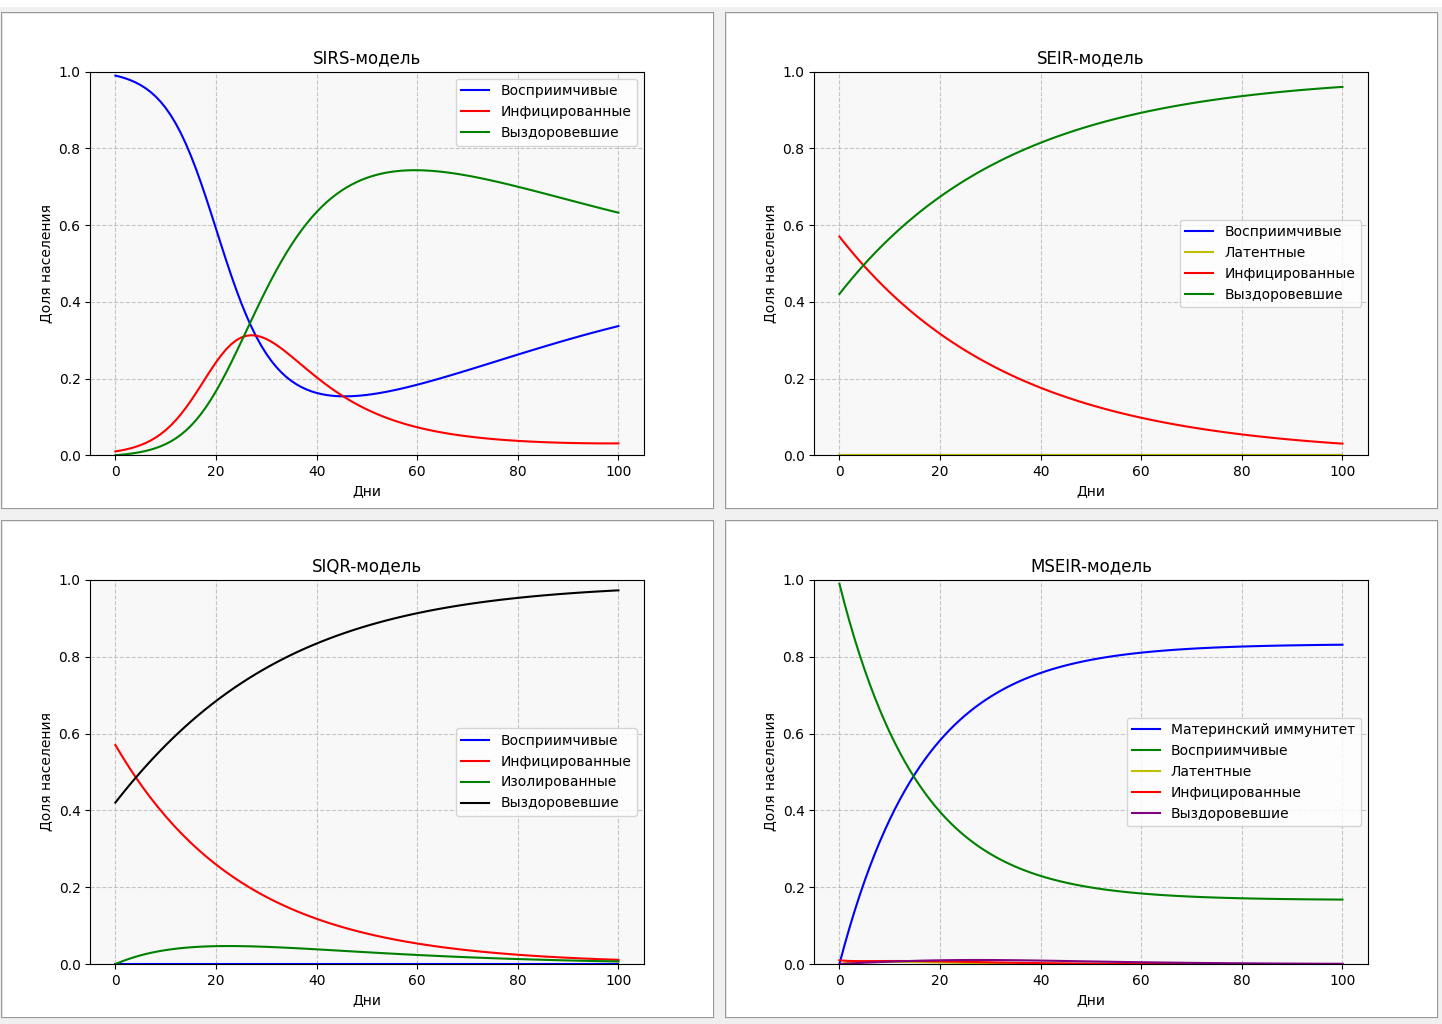 SIRS-модель
1.0
0.8
0.6
0.4
0.2
0.0
Доля населения
Восприимчивые
Инфицированные
Выздоровевшие
0 20 40 60 80 100
Дни
SEIR-модель
1.0
0.8
0.6
0.4
0.2
0.0
Доля населения
Восприимчивые
Латентные
Инфицированные
Выздоровевшие
0 20 40 60 80 100
Дни
SIQR-модель
1.0
0.8
0.6
0.4
0.2
0.0
Доля населения
Восприимчивые
Инфицированные
Изолированные
Выздоровевшие
0 20 40 60 80 100
Дни
MSEIR-модель
1.0
0.8
0.6
0.4
0.2
0.0
Доля населения
Материнский иммунитет
Восприимчивые
Латентные
Инфицированные
Выздоровевшие
0 20 40 60 80 100
Дни